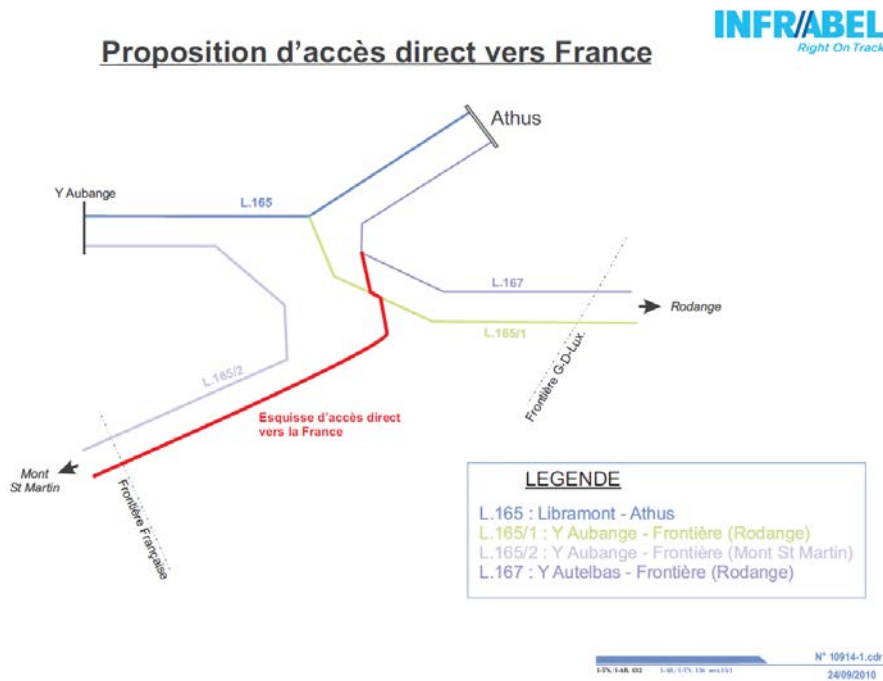 INFR/ABEL
Right On Track
Proposition d'accès direct vers France
Athus
Y Aubange
L.165
L.167
Rodange
L.165/1
L.165/2
Frontière G-D-Lux.
Esquisse d'accès direct
vers la France
Mont
St Martin
Frontière Française
LEGENDE
L.165 : Libramont - Athus
L.165/1 : Y Aubange - Frontière (Rodange)
L.165/2 : Y Aubange - Frontière (Mont St Martin)
L.167 : Y Autelbas - Frontière (Rodange)
N° 10914-1.cdr
24/09/2010